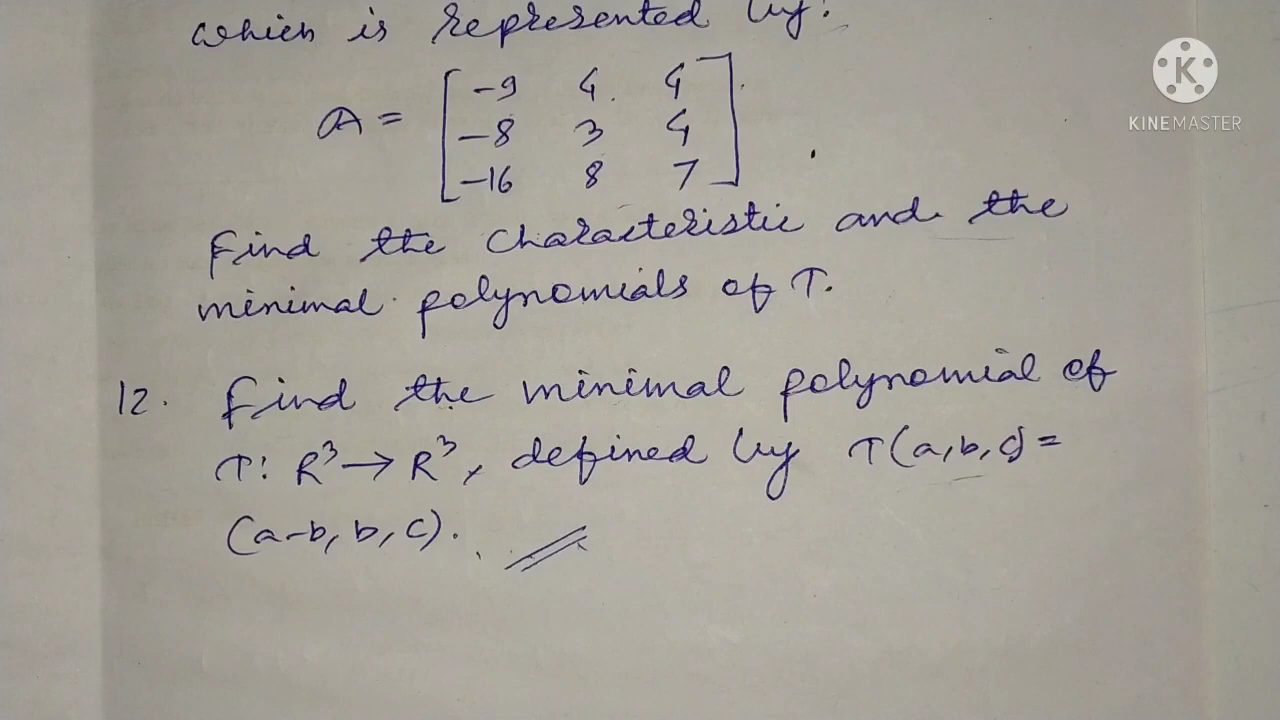 which is represented by:
A = [ -9 4 4
-8 3 4
-16 8 7 ]
Find the characteristic and the
minimal polynomials of T.
12. Find the minimal polynomial of
T: R³ → R³, defined by T(a, b, c) =
(a-b, b, c).
KINEMASTER